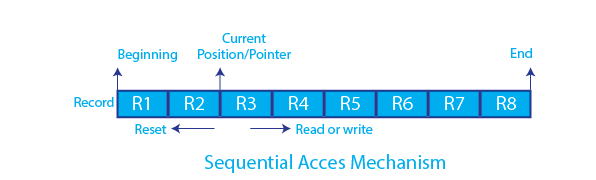 Current
Beginning Position/Pointer End
Record R1 R2 R3 R4 R5 R6 R7 R8
Reset Read or write
Sequential Acces Mechanism